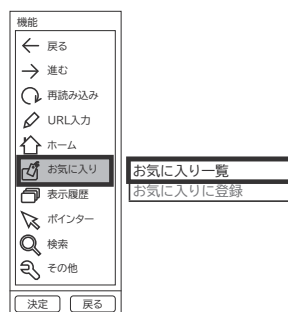 機能
戻る
進む
再読み込み
URL入力
ホーム
お気に入り
お気に入り一覧
お気に入りに登録
表示履歴
ポインター
検索
その他
決定 戻る